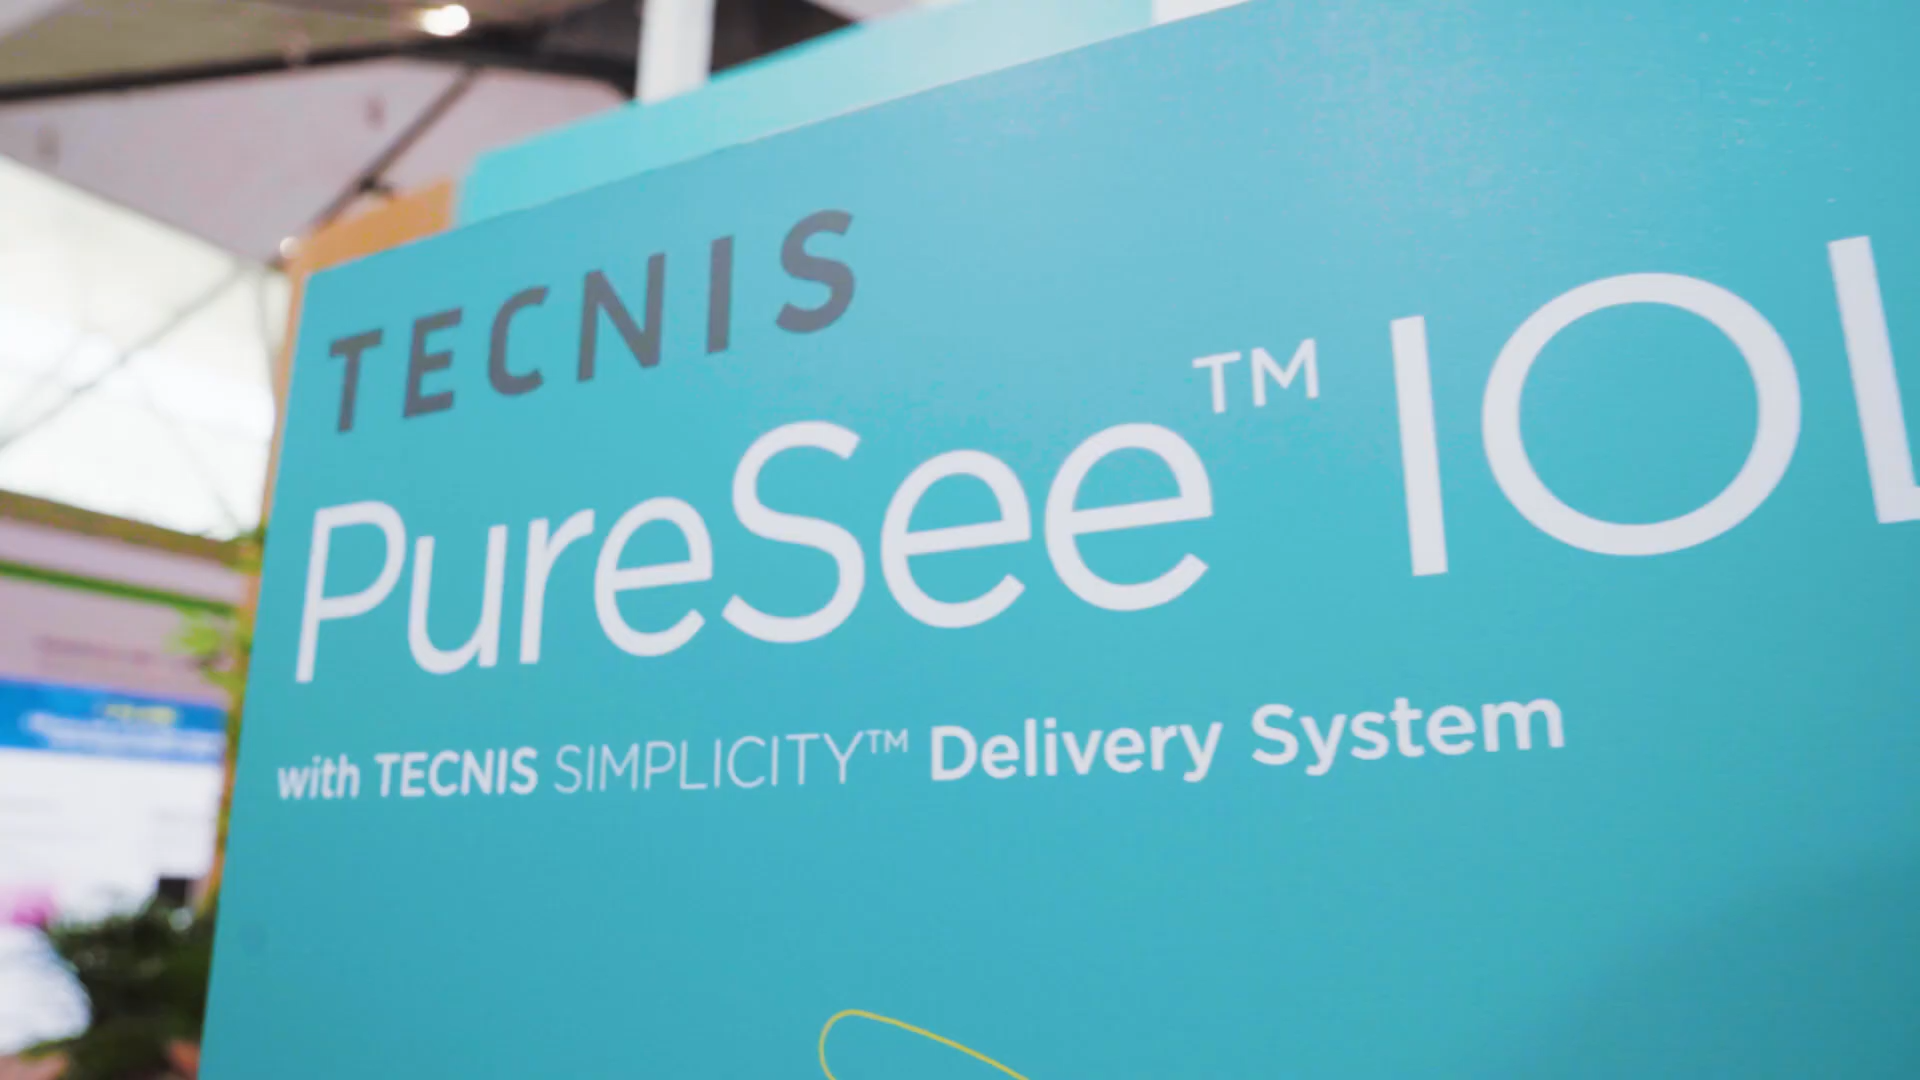 TECNIS
PureSee™ IOL
with TECNIS SIMPLICITY™ Delivery System